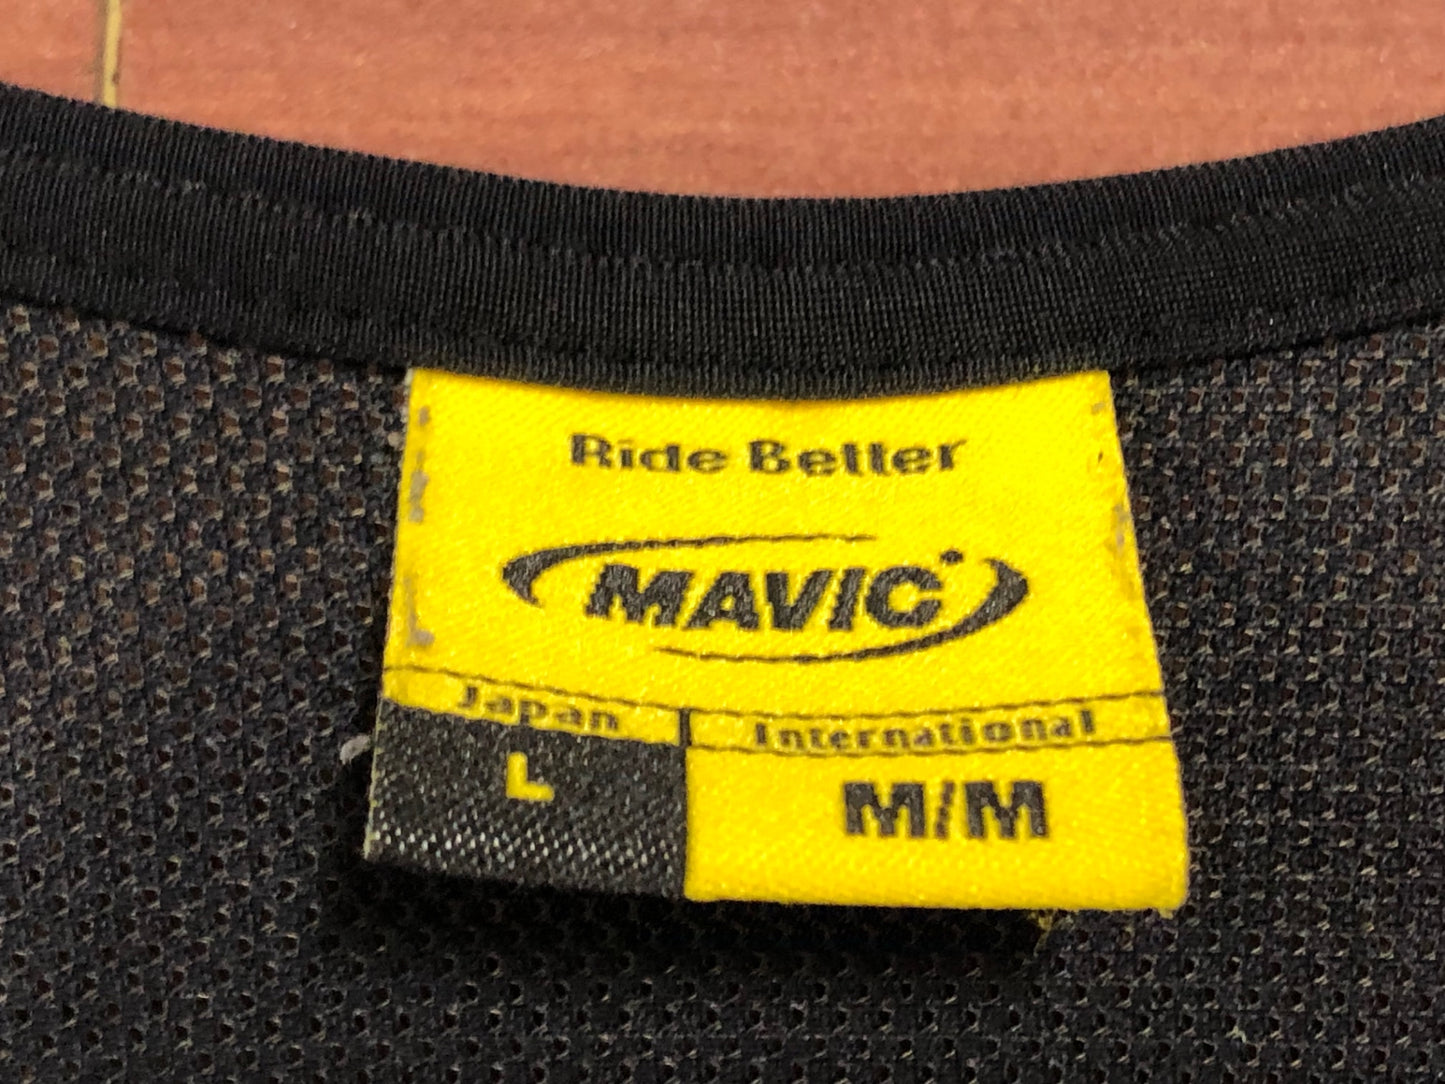 Ride Better
MAVIC
Japan International
L M/M